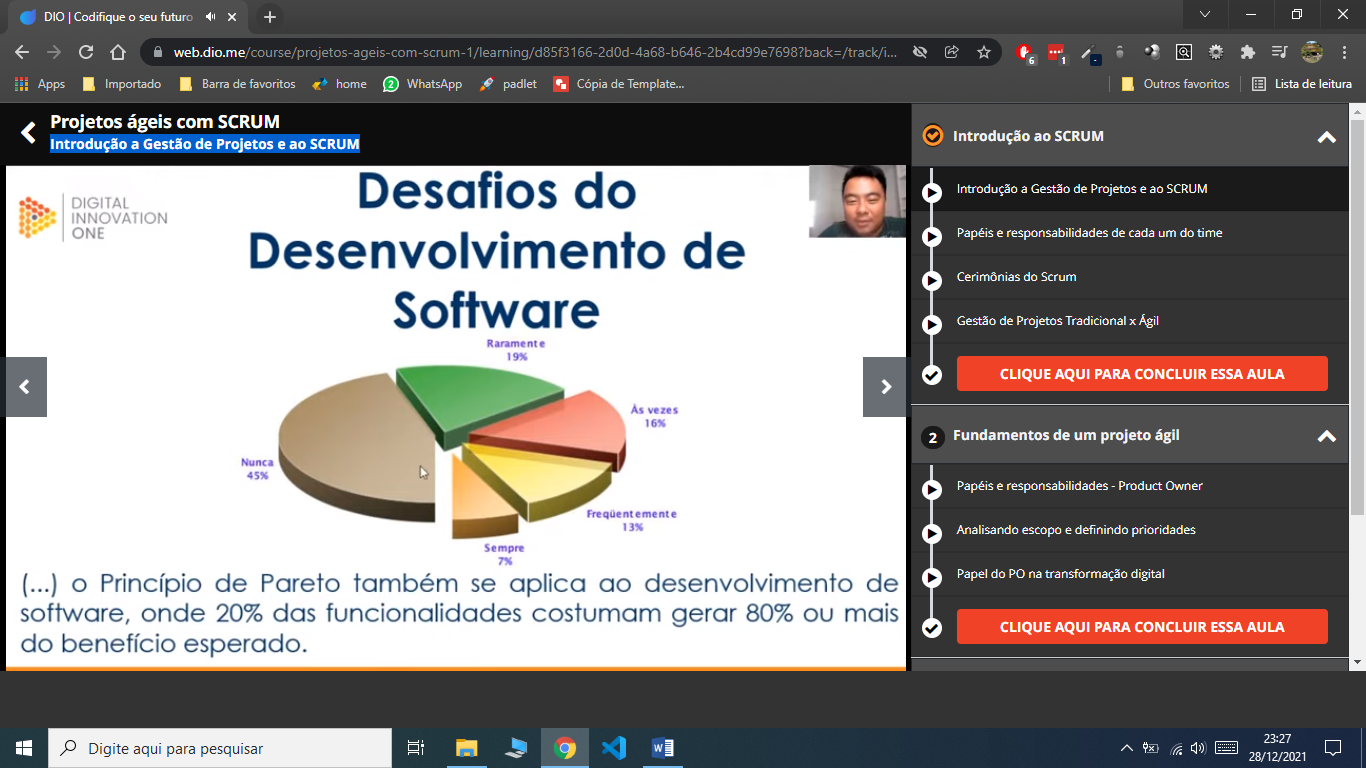 DIO | Codifique o seu futuro
web.dio.me/course/projetos-ageis-com-scrum-1/learning/d85f3166-2d0d-4a68-b646-2b4cd99e7698?back=/track/i...
6
1
Apps
Importado
Barra de favoritos
2
home
WhatsApp
padlet
Cópia de Template...
Outros favoritos
Lista de leitura
Projetos ágeis com SCRUM
Introdução a Gestão de Projetos e ao SCRUM
DIGITAL
INNOVATION
ONE
Desafios do
Desenvolvimento de
Software
Raramente
19%
Às vezes
16%
Nunca
45%
Freqüentemente
13%
Sempre
7%
(...) o Princípio de Pareto também se aplica ao desenvolvimento de
software, onde 20% das funcionalidades costumam gerar 80% ou mais
do benefício esperado.
Introdução ao SCRUM
Introdução a Gestão de Projetos e ao SCRUM
Papéis e responsabilidades de cada um do time
Cerimônias do Scrum
Gestão de Projetos Tradicional x Ágil
CLIQUE AQUI PARA CONCLUIR ESSA AULA
2 Fundamentos de um projeto ágil
Papéis e responsabilidades - Product Owner
Analisando escopo e definindo prioridades
Papel do PO na transformação digital
CLIQUE AQUI PARA CONCLUIR ESSA AULA
Digite aqui para pesquisar
23:27
28/12/2021